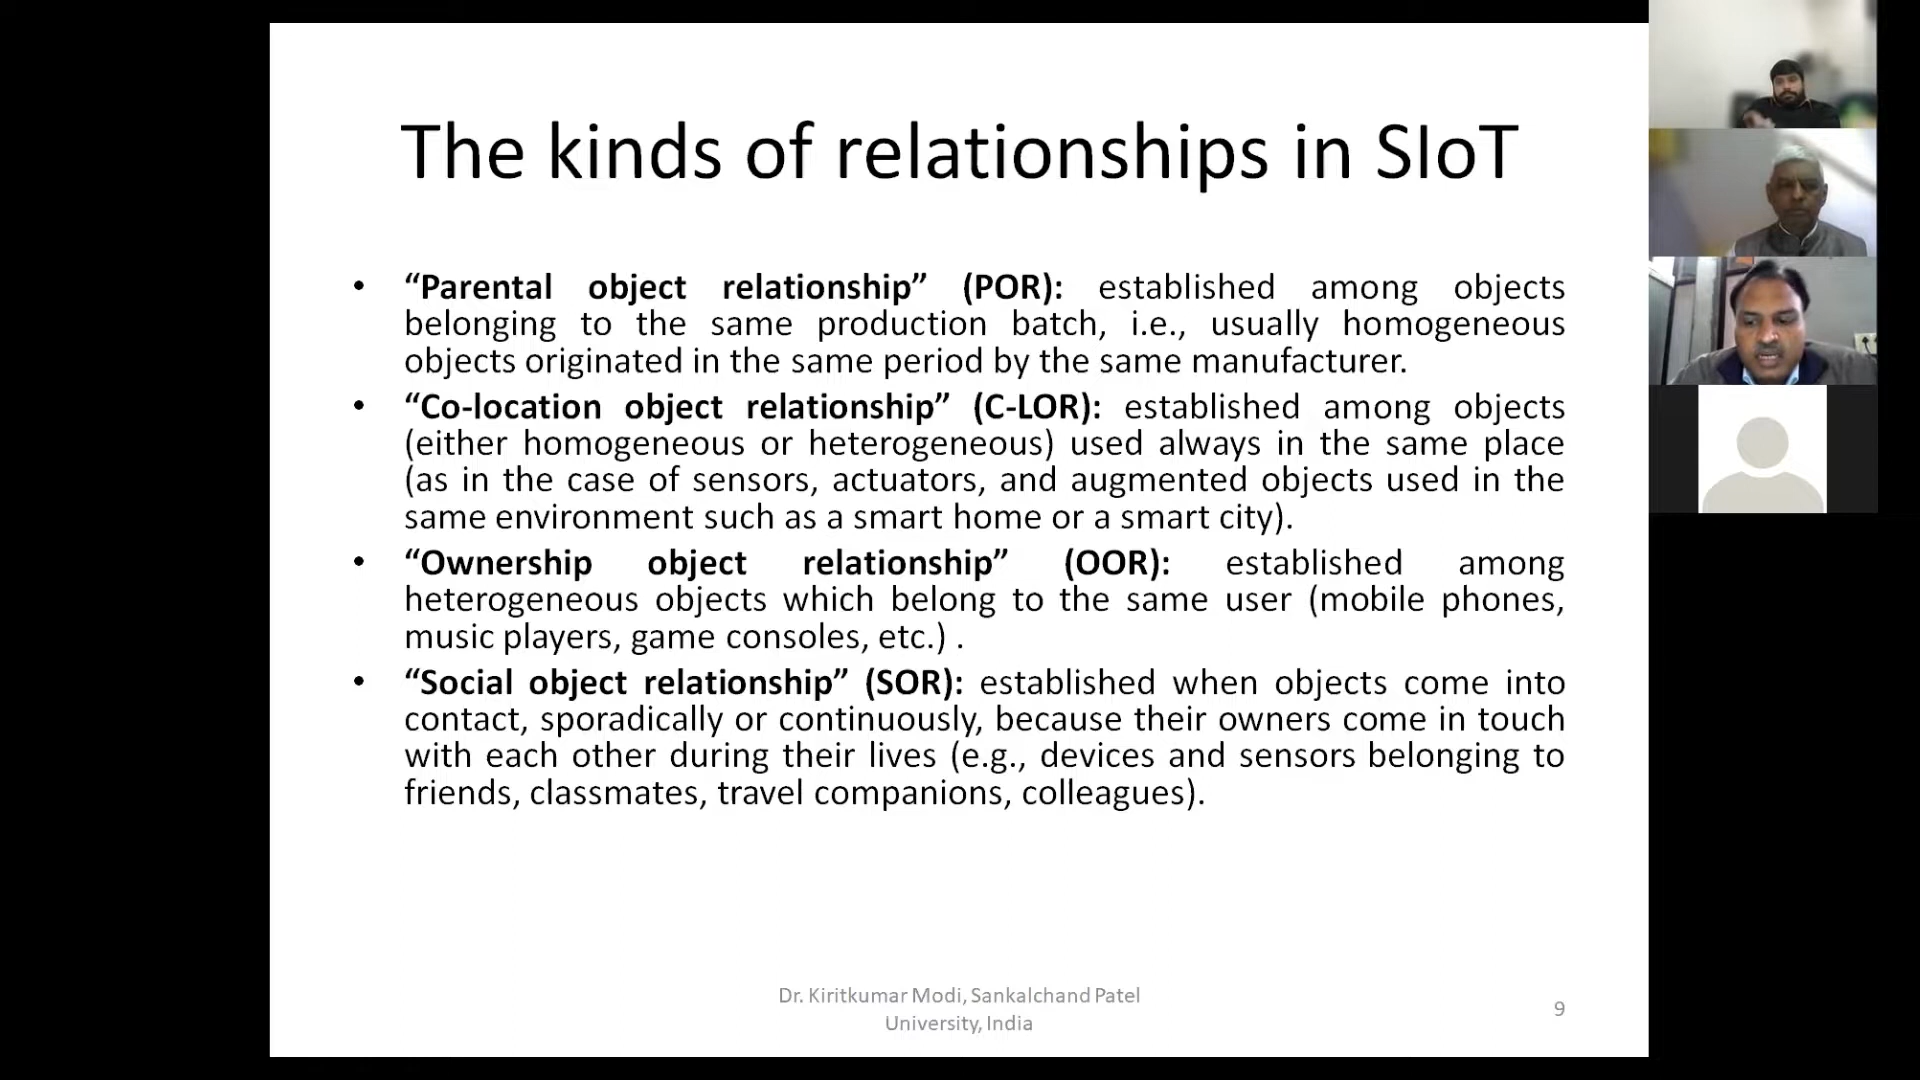 The kinds of relationships in SIoT
• “Parental object relationship” (POR): established among objects
belonging to the same production batch, i.e., usually homogeneous
objects originated in the same period by the same manufacturer.
• “Co-location object relationship” (C-LOR): established among objects
(either homogeneous or heterogeneous) used always in the same place
(as in the case of sensors, actuators, and augmented objects used in the
same environment such as a smart home or a smart city).
• “Ownership object relationship” (OOR): established among
heterogeneous objects which belong to the same user (mobile phones,
music players, game consoles, etc.) .
• “Social object relationship” (SOR): established when objects come into
contact, sporadically or continuously, because their owners come in touch
with each other during their lives (e.g., devices and sensors belonging to
friends, classmates, travel companions, colleagues).
Dr. Kiritkumar Modi, Sankalchand Patel
University, India
9